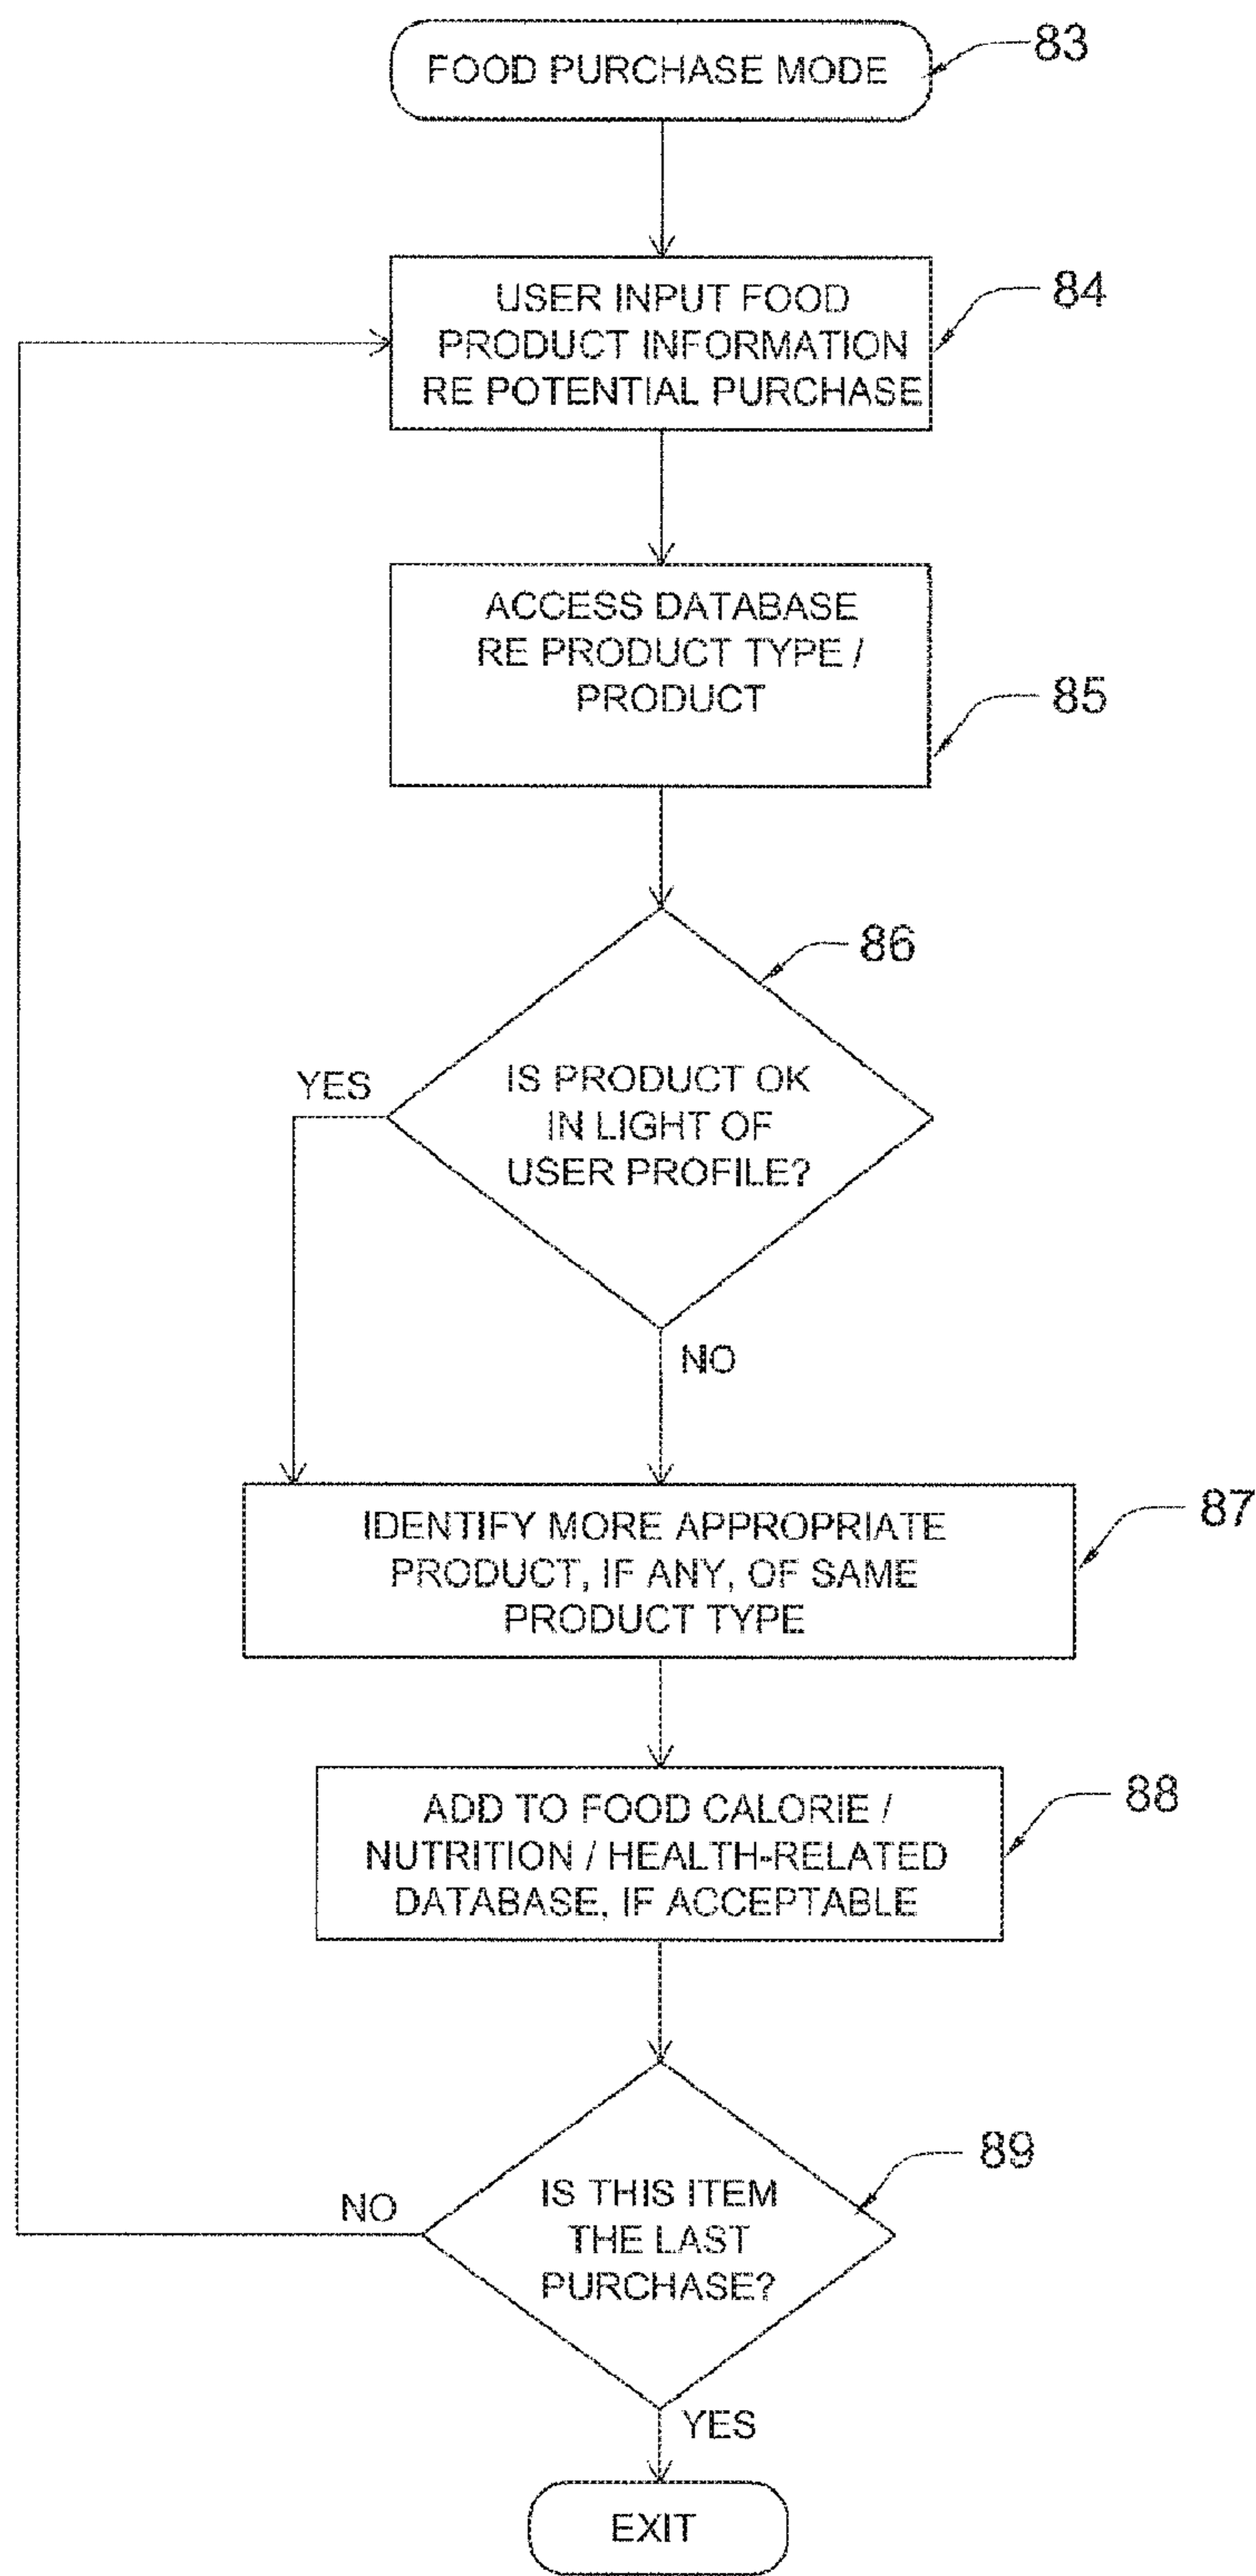 FOOD PURCHASE MODE
83
USER INPUT FOOD
PRODUCT INFORMATION
RE POTENTIAL PURCHASE
84
ACCESS DATABASE
RE PRODUCT TYPE /
PRODUCT
85
86
IS PRODUCT OK
IN LIGHT OF
USER PROFILE?
YES
NO
IDENTIFY MORE APPROPRIATE
PRODUCT, IF ANY, OF SAME
PRODUCT TYPE
87
ADD TO FOOD CALORIE /
NUTRITION / HEALTH-RELATED
DATABASE, IF ACCEPTABLE
88
89
IS THIS ITEM
THE LAST
PURCHASE?
NO
YES
EXIT